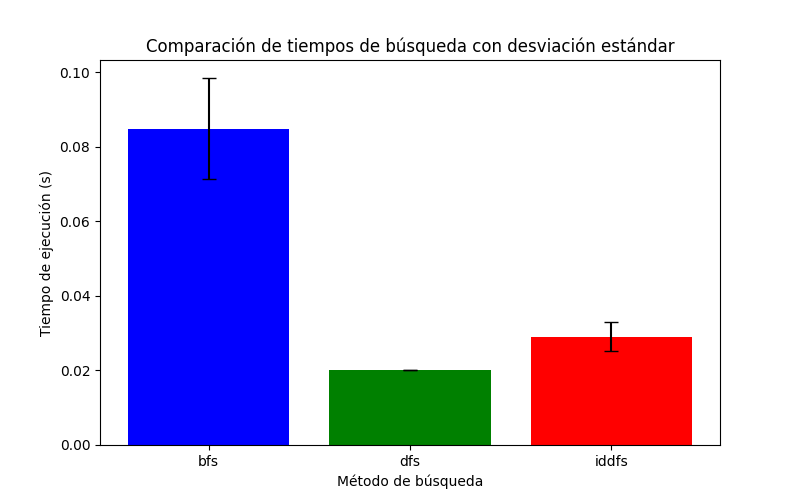 Comparación de tiempos de búsqueda con desviación estándar
Tiempo de ejecución (s)
0.10
0.08
0.06
0.04
0.02
0.00
bfs dfs iddfs
Método de búsqueda